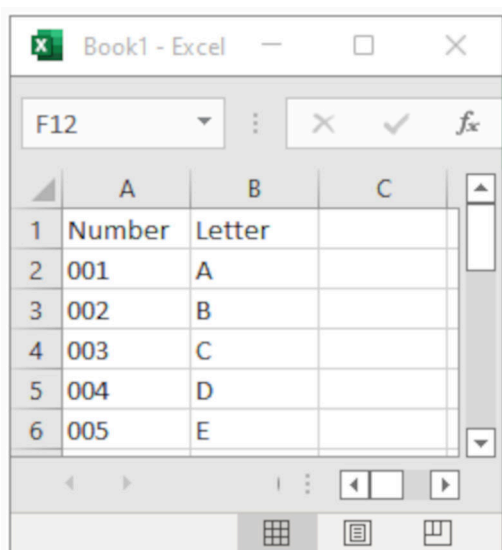 Book1 - Excel
F12 fx
A B C
1 Number Letter
2 001 A
3 002 B
4 003 C
5 004 D
6 005 E